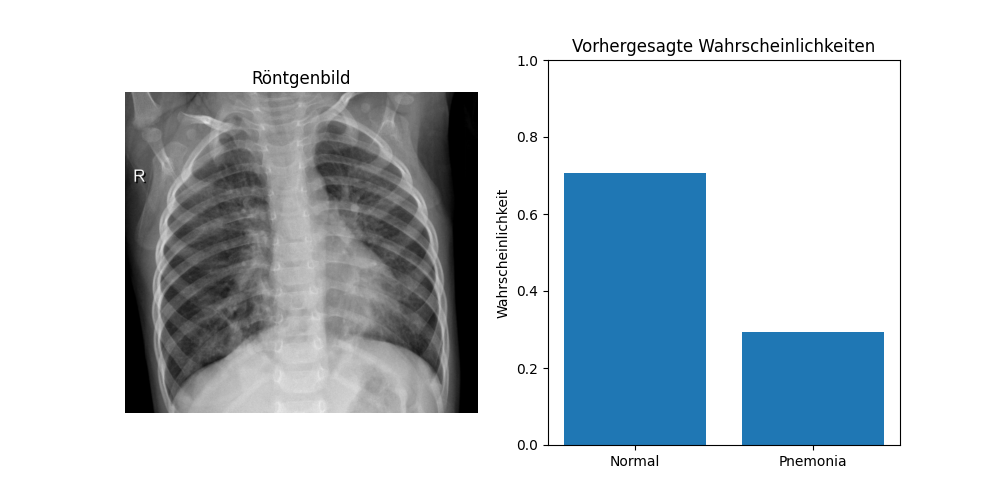 Röntgenbild
R
Vorhergesagte Wahrscheinlichkeiten
Wahrscheinlichkeit
1.0
0.8
0.6
0.4
0.2
0.0
Normal
Pnemonia